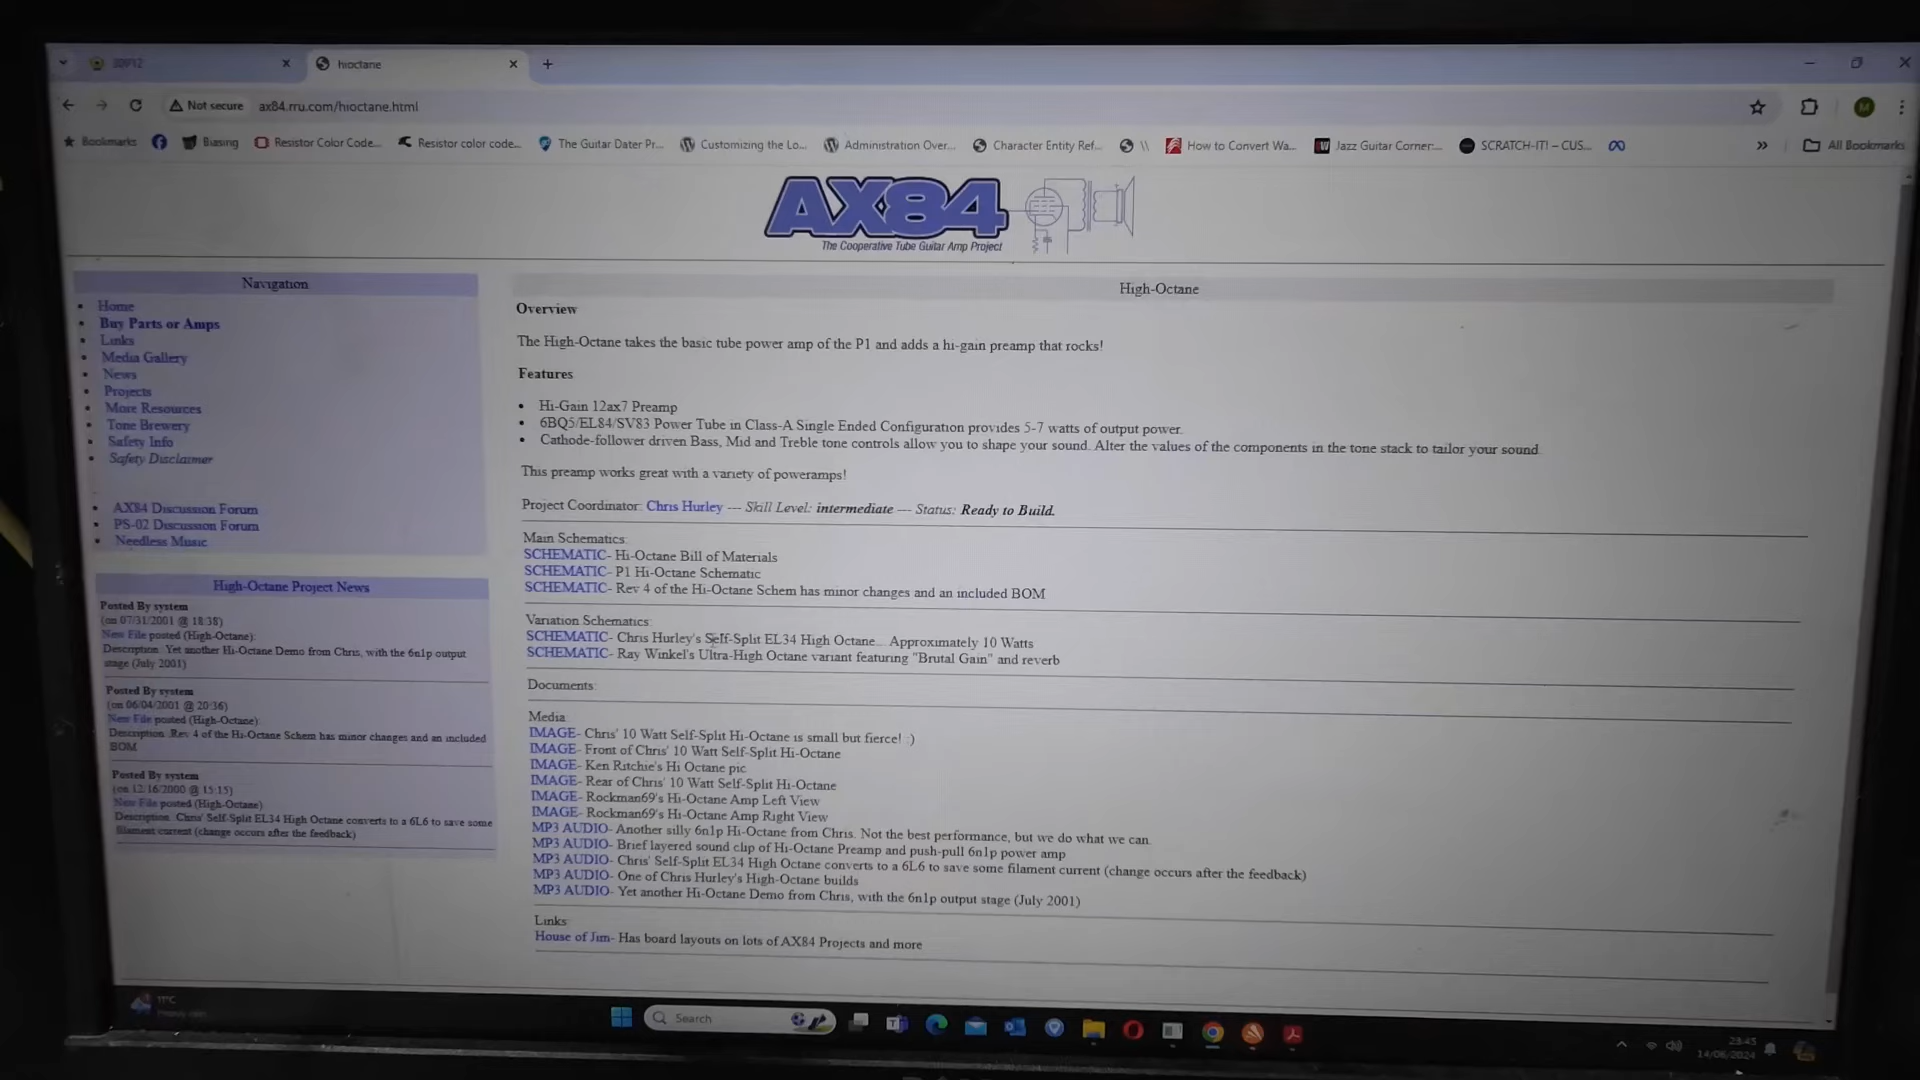 30912
hioctane
Not secure
ax84.rru.com/hioctane.html
Bookmarks
Biasing
Resistor Color Code...
Resistor color code...
The Guitar Dater Pr...
Customizing the Lo...
Administration Over...
Character Entity Ref...
\\
How to Convert Wa...
Jazz Guitar Corner:...
SCRATCH-IT! – CUS...
»
All Bookmarks
AX84
The Cooperative Tube Guitar Amp Project
Navigation
Home
Buy Parts or Amps
Links
Media Gallery
News
Projects
More Resources
Tone Brewery
Safety Info
Safety Disclaimer
AX84 Discussion Forum
PS-02 Discussion Forum
Needless Music
High-Octane Project News
Posted By system
(on 07/31/2001 @ 18:38)
New File posted (High-Octane):
Description: Yet another Hi-Octane Demo from Chris, with the 6n1p output
stage (July 2001)
Posted By system
(on 06/04/2001 @ 20:36)
New File posted (High-Octane):
Description: Rev 4 of the Hi-Octane Schem has minor changes and an included
BOM
Posted By system
(on 12/16/2000 @ 15:15)
New File posted (High-Octane)
Description: Chris' Self-Split EL34 High Octane converts to a 6L6 to save some
filament current (change occurs after the feedback)
High-Octane
Overview
The High-Octane takes the basic tube power amp of the P1 and adds a hi-gain preamp that rocks!
Features
Hi-Gain 12ax7 Preamp
6BQ5/EL84/SV83 Power Tube in Class-A Single Ended Configuration provides 5-7 watts of output power.
Cathode-follower driven Bass, Mid and Treble tone controls allow you to shape your sound. Alter the values of the components in the tone stack to tailor your sound.
This preamp works great with a variety of poweramps!
Project Coordinator: Chris Hurley --- Skill Level: intermediate --- Status: Ready to Build.
Main Schematics:
SCHEMATIC- Hi-Octane Bill of Materials
SCHEMATIC- P1 Hi-Octane Schematic
SCHEMATIC- Rev 4 of the Hi-Octane Schem has minor changes and an included BOM
Variation Schematics:
SCHEMATIC- Chris Hurley's Self-Split EL34 High Octane... Approximately 10 Watts
SCHEMATIC- Ray Winkel's Ultra-High Octane variant featuring "Brutal Gain" and reverb
Documents:
Media:
IMAGE- Chris' 10 Watt Self-Split Hi-Octane is small but fierce! :)
IMAGE- Front of Chris' 10 Watt Self-Split Hi-Octane
IMAGE- Ken Ritchie's Hi Octane pic
IMAGE- Rear of Chris' 10 Watt Self-Split Hi-Octane
IMAGE- Rockman69's Hi-Octane Amp Left View
IMAGE- Rockman69's Hi-Octane Amp Right View
MP3 AUDIO- Another silly 6n1p Hi-Octane from Chris. Not the best performance, but we do what we can.
MP3 AUDIO- Brief layered sound clip of Hi-Octane Preamp and push-pull 6n1p power amp
MP3 AUDIO- Chris' Self-Split EL34 High Octane converts to a 6L6 to save some filament current (change occurs after the feedback)
MP3 AUDIO- One of Chris Hurley's High-Octane builds
MP3 AUDIO- Yet another Hi-Octane Demo from Chris, with the 6n1p output stage (July 2001)
Links:
House of Jim- Has board layouts on lots of AX84 Projects and more
11°C
Search
23:45
14/06/2024